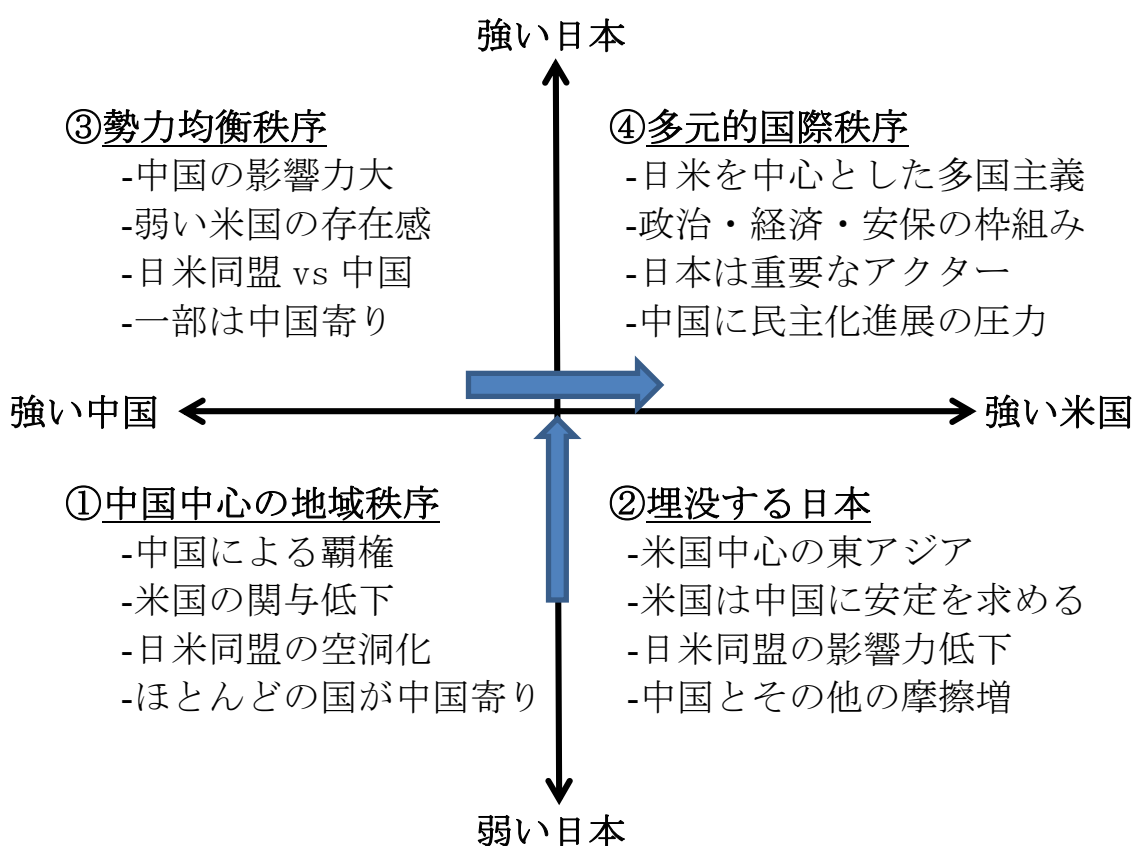 強い日本
③勢力均衡秩序
-中国の影響力大
-弱い米国の存在感
-日米同盟 vs 中国
-一部は中国寄り
④多元的国際秩序
-日米を中心とした多国主義
-政治・経済・安保の枠組み
-日本は重要なアクター
-中国に民主化進展の圧力
強い中国
強い米国
①中国中心の地域秩序
-中国による覇権
-米国の関与低下
-日米同盟の空洞化
-ほとんどの国が中国寄り
②埋没する日本
-米国中心の東アジア
-米国は中国に安定を求める
-日米同盟の影響力低下
-中国とその他の摩擦増
弱い日本